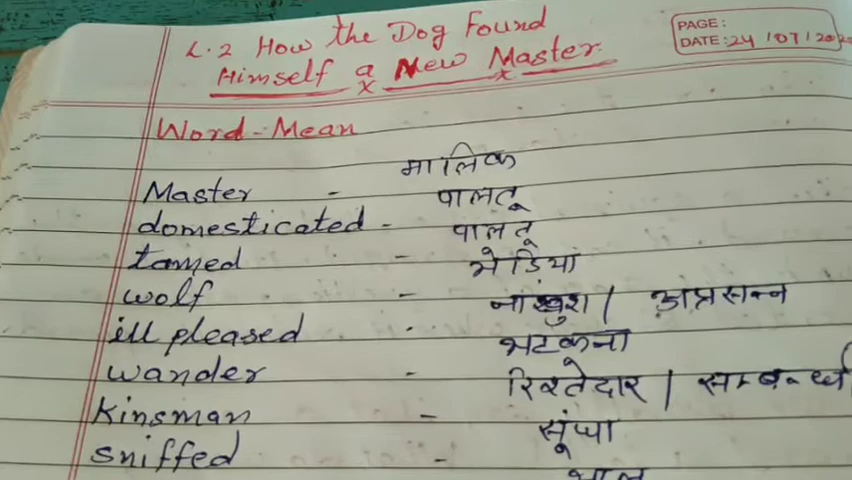 L.2 How the Dog Found
Himself a New Master
PAGE:
DATE: 24/07/20
Word-Mean
Master - मालिक
domesticated - पालतू
tamed - पालतू
wolf - भेड़िया
ill pleased - नाखुश / अप्रसन्न
wander - भटकना
Kinsman - रिश्तेदार / सम्बन्धी
sniffed - सूंघा